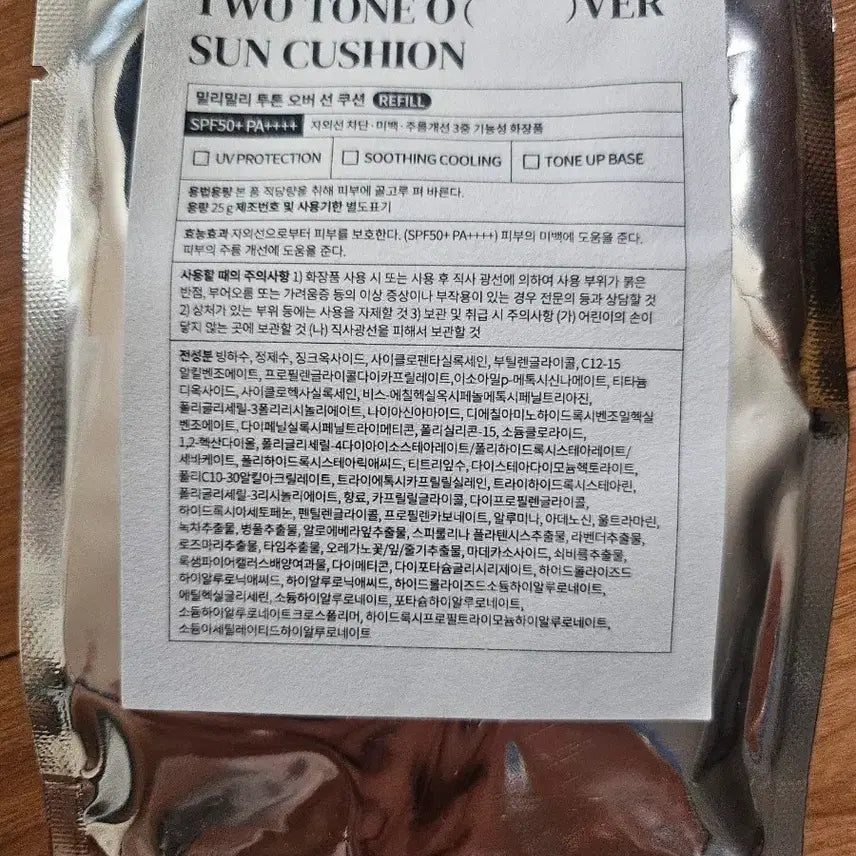 TWO TONE O( )VER
SUN CUSHION
밀리밀리 투톤 오버 선 쿠션 REFILL
SPF50+ PA++++ 자외선 차단·미백·주름개선 3중 기능성 화장품
UV PROTECTION SOOTHING COOLING TONE UP BASE
용법용량 본 품 적당량을 취해 피부에 골고루 펴 바른다.
용량 25 g 제조번호 및 사용기한 별도표기
효능효과 자외선으로부터 피부를 보호한다. (SPF50+ PA++++) 피부의 미백에 도움을 준다.
피부의 주름 개선에 도움을 준다.
사용할 때의 주의사항 1) 화장품 사용 시 또는 사용 후 직사 광선에 의하여 사용 부위가 붉은
반점, 부어오름 또는 가려움증 등의 이상 증상이나 부작용이 있는 경우 전문의 등과 상담할 것
2) 상처가 있는 부위 등에는 사용을 자제할 것 3) 보관 및 취급 시 주의사항 (가) 어린이의 손이
닿지 않는 곳에 보관할 것 (나) 직사광선을 피해서 보관할 것
전성분 빙하수, 정제수, 징크옥사이드, 사이클로펜타실록세인, 부틸렌글라이콜, C12-15
알킬벤조에이트, 프로필렌글라이콜다이카프릴레이트,이소아밀p-메톡시신나메이트, 티타늄
디옥사이드, 사이클로헥사실록세인, 비스-에칠헥실옥시페놀메톡시페닐트리아진,
폴리글리세릴-3폴리리시놀리에이트, 나이아신아마이드, 디에칠아미노하이드록시벤조일헥실
벤조에이트, 다이페닐실록시페닐트라이메티콘, 폴리실리콘-15, 소듐클로라이드,
1,2-헥산다이올, 폴리글리세릴-4다이아이소스테아레이트/폴리하이드록시스테아레이트/
세바케이트, 폴리하이드록시스테아릭애씨드, 티트리잎수, 다이스테아다이모늄헥토라이트,
폴리C10-30알킬아크릴레이트, 트라이에톡시카프릴릴실레인, 트라이하이드록시스테아린,
폴리글리세릴-3리시놀리에이트, 향료, 카프릴릴글라이콜, 다이프로필렌글라이콜,
하이드록시아세토페논, 펜틸렌글라이콜, 프로필렌카보네이트, 알루미나, 아데노신, 울트라마린,
녹차추출물, 병풀추출물, 알로에베라잎추출물, 스피룰리나 플라텐시스추출물, 라벤더추출물,
로즈마리추출물, 타임추출물, 오레가노꽃/잎/줄기추출물, 마데카소사이드, 쇠비름추출물,
록샘파이어캘러스배양여과물, 다이메티콘, 다이포타슘글리시리제이트, 하이드롤라이즈드
하이알루로닉애씨드, 하이알루로닉애씨드, 하이드롤라이즈드소듐하이알루로네이트,
에틸헥실글리세린, 소듐하이알루로네이트, 포타슘하이알루로네이트,
소듐하이알루로네이트크로스폴리머, 하이드록시프로필트라이모늄하이알루로네이트,
소듐아세틸레이티드하이알루로네이트